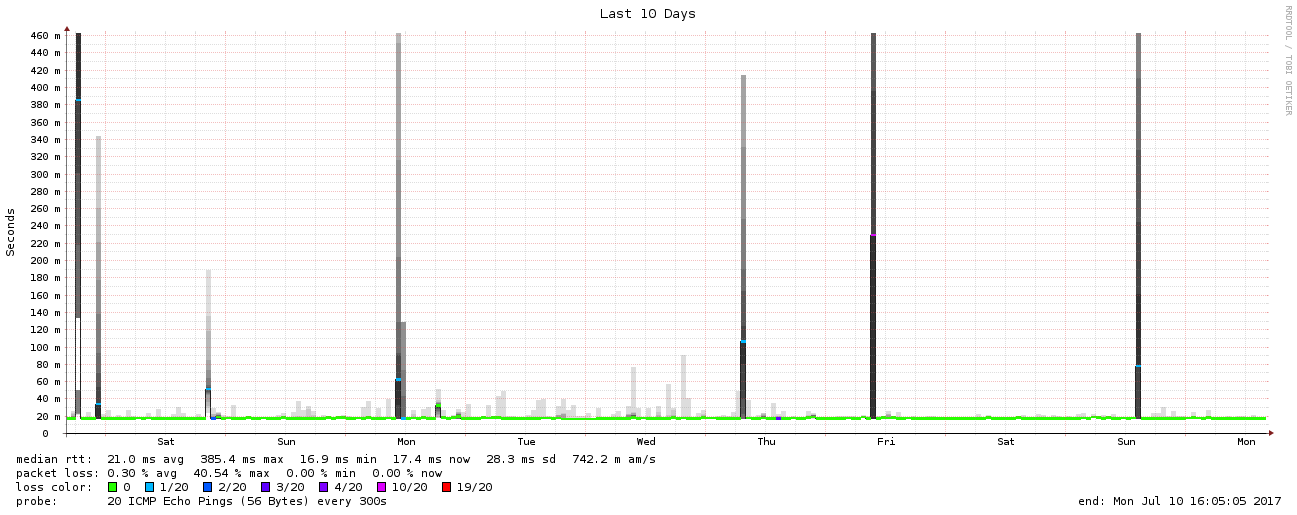 Last 10 Days
RRDTOOL / TOBI OETIKER
Seconds
460 m
440 m
420 m
400 m
380 m
360 m
340 m
320 m
300 m
280 m
260 m
240 m
220 m
200 m
180 m
160 m
140 m
120 m
100 m
80 m
60 m
40 m
20 m
0
Sat Sun Mon Tue Wed Thu Fri Sat Sun Mon
median rtt: 21.0 ms avg 385.4 ms max 16.9 ms min 17.4 ms now 28.3 ms sd 742.2 m am/s
packet loss: 0.30 % avg 40.54 % max 0.00 % min 0.00 % now
loss color: 0 1/20 2/20 3/20 4/20 10/20 19/20
probe: 20 ICMP Echo Pings (56 Bytes) every 300s end: Mon Jul 10 16:05:05 2017